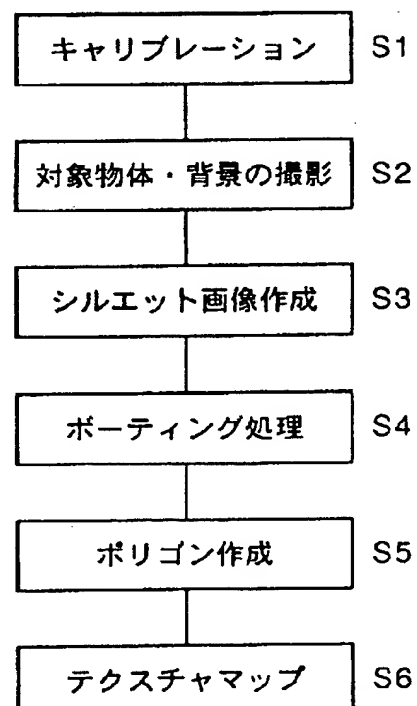 キャリブレーション S1
対象物体・背景の撮影 S2
シルエット画像作成 S3
ボーティング処理 S4
ポリゴン作成 S5
テクスチャマップ S6